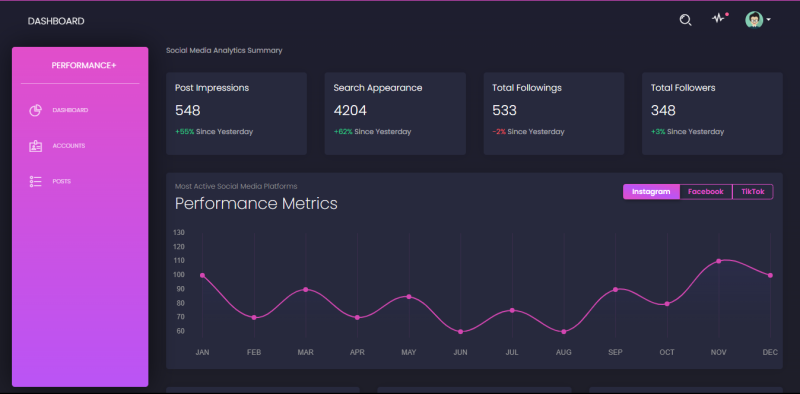 DASHBOARD
PERFORMANCE+
DASHBOARD
ACCOUNTS
POSTS
Social Media Analytics Summary
Post Impressions
548
+55% Since Yesterday
Search Appearance
4204
+62% Since Yesterday
Total Followings
533
-2% Since Yesterday
Total Followers
348
+3% Since Yesterday
Most Active Social Media Platforms
Performance Metrics
Instagram Facebook TikTok
130
120
110
100
90
80
70
60
JAN FEB MAR APR MAY JUN JUL AUG SEP OCT NOV DEC